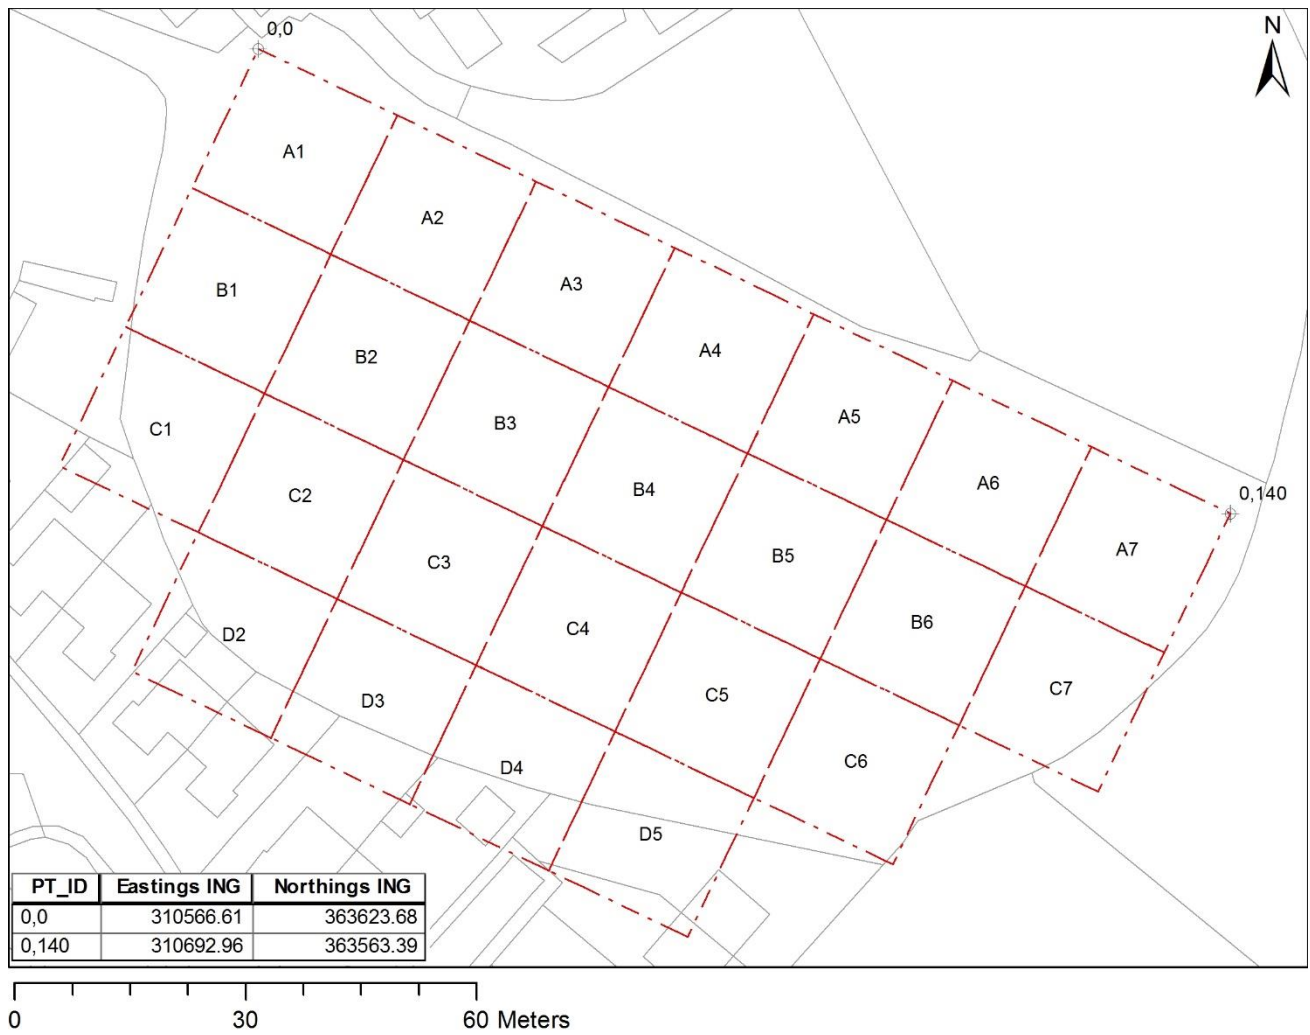 0,0
N
A1
A2
A3
B1
A4
B2
A5
B3
C1
A6
B4
C2
0,140
A7
B5
C3
B6
C4
D2
C7
C5
D3
C6
D4
D5
PT_ID Eastings ING Northings ING
0,0 310566.61 363623.68
0,140 310692.96 363563.39
0 30 60 Meters